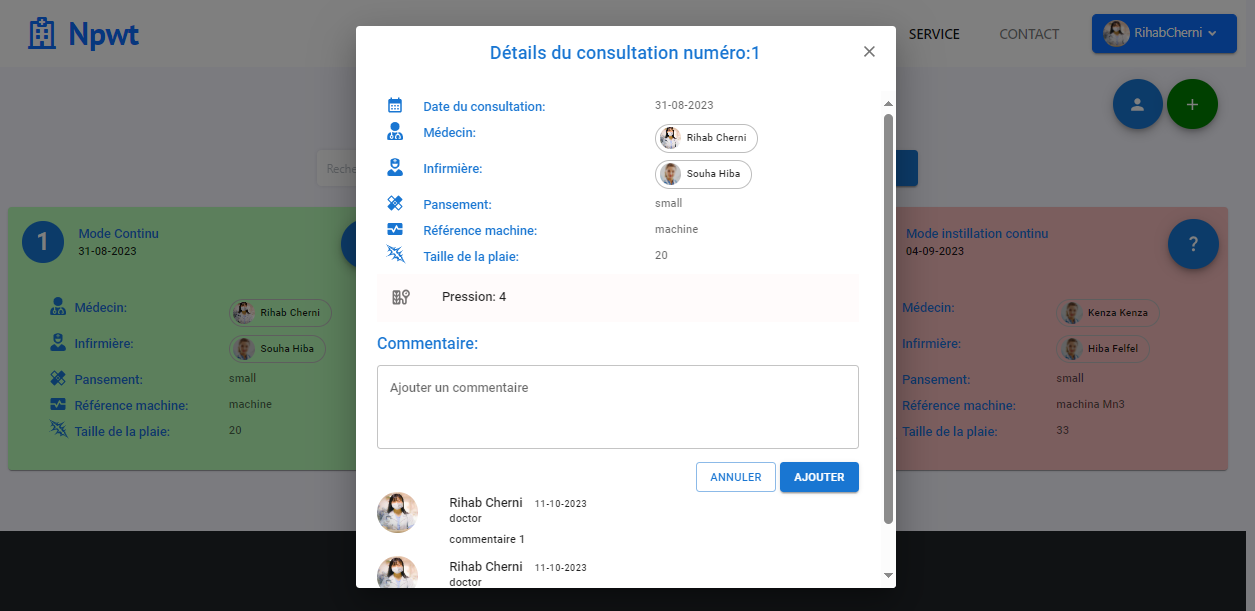 Npwt
SERVICE
CONTACT
RihabCherni
Reche
1
Mode Continu
31-08-2023
Médecin:
Rihab Cherni
Infirmière:
Souha Hiba
Pansement:
small
Référence machine:
machine
Taille de la plaie:
20
Détails du consultation numéro:1
Date du consultation:
31-08-2023
Médecin:
Rihab Cherni
Infirmière:
Souha Hiba
Pansement:
small
Référence machine:
machine
Taille de la plaie:
20
Pression: 4
Commentaire:
Ajouter un commentaire
ANNULER
AJOUTER
Rihab Cherni 11-10-2023
doctor
commentaire 1
Rihab Cherni 11-10-2023
doctor
Mode instillation continu
04-09-2023
?
Médecin:
Kenza Kenza
Infirmière:
Hiba Felfel
Pansement:
small
Référence machine:
machina Mn3
Taille de la plaie:
33